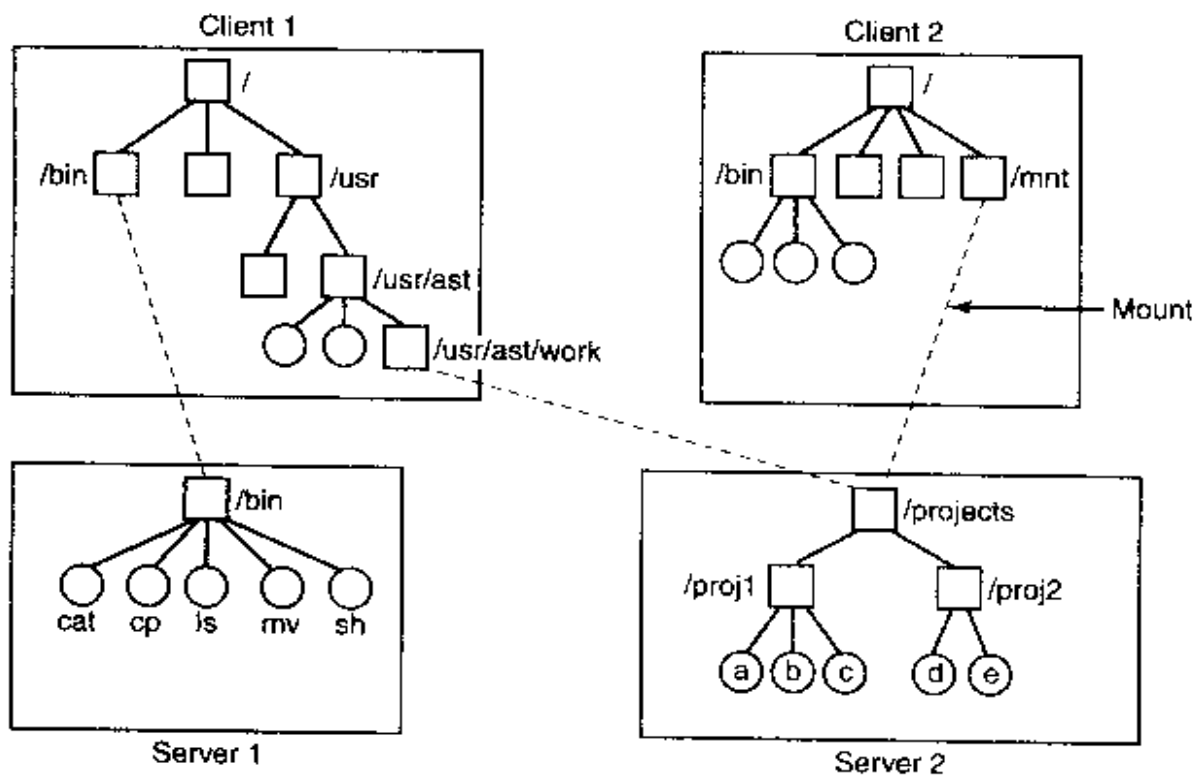 Client 1
Client 2
/
/
/bin
/usr
/bin
/mnt
/usr/ast
Mount
/usr/ast/work
/bin
/projects
cat cp ls mv sh
/proj1
/proj2
a b c d e
Server 1
Server 2